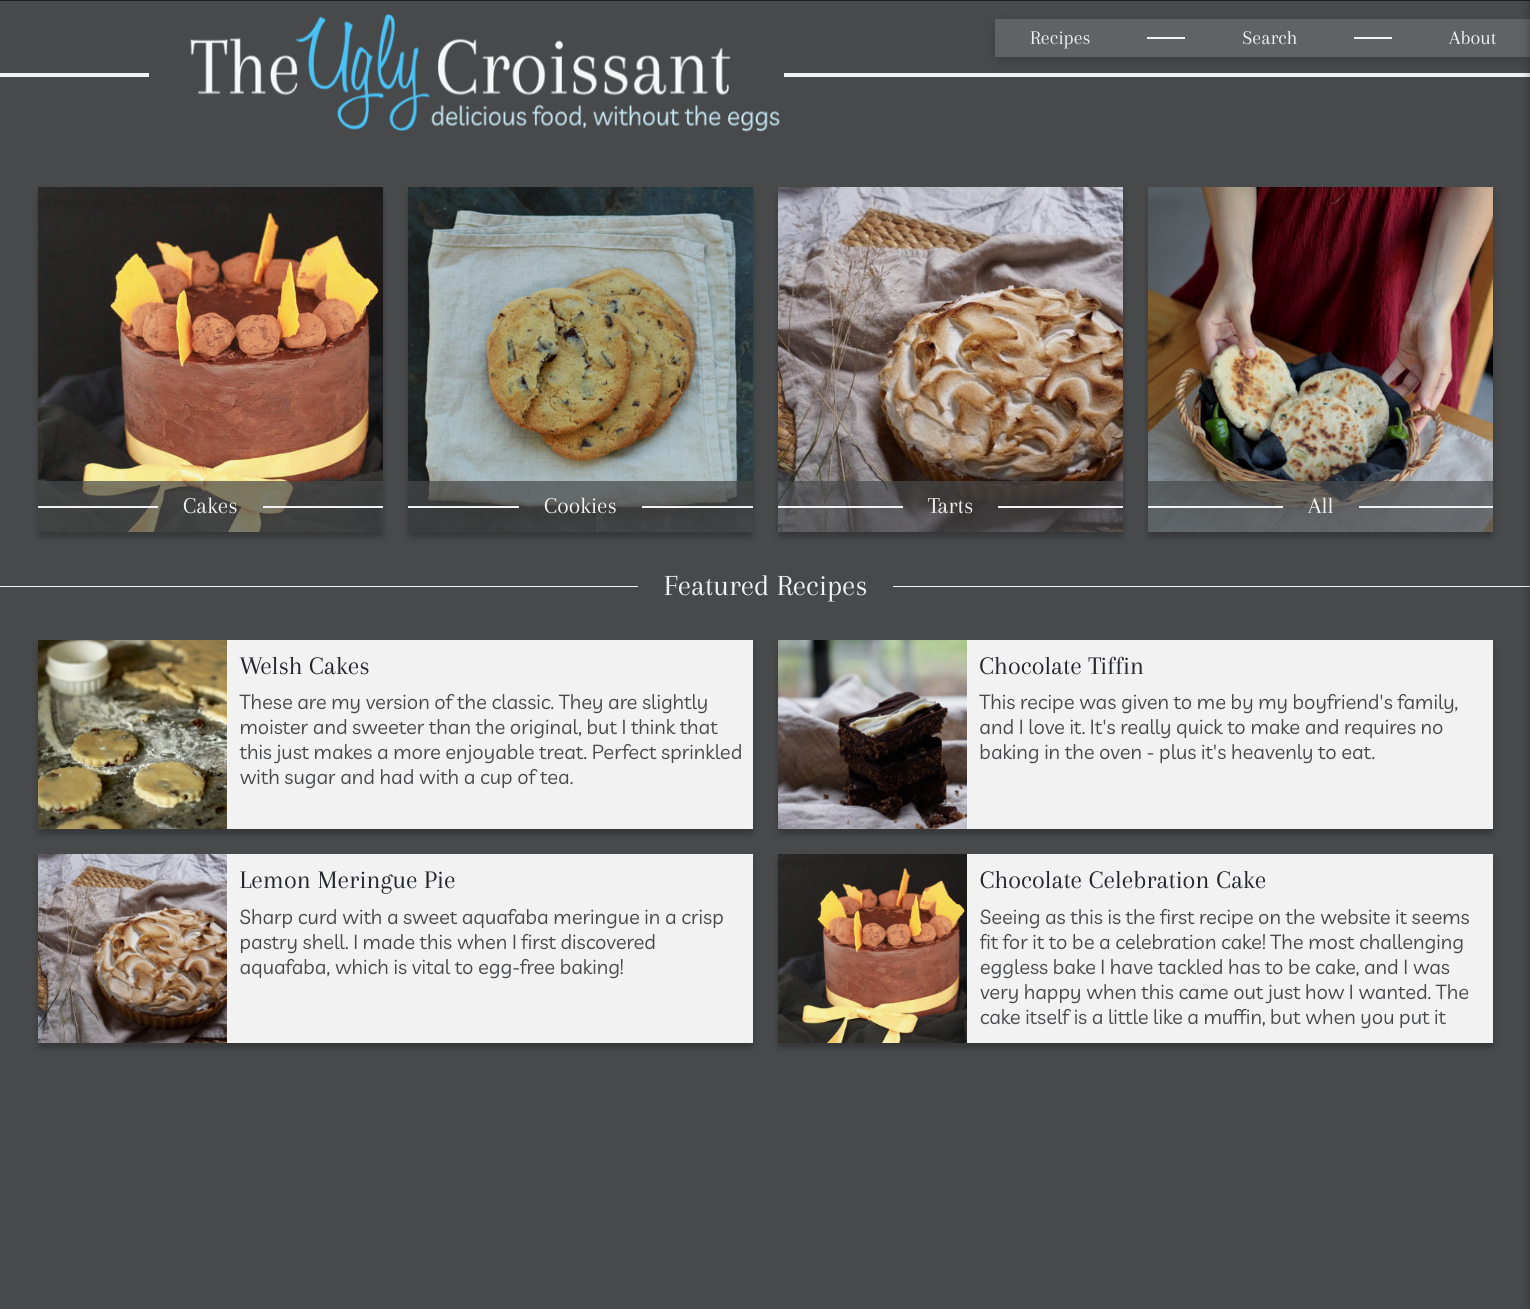 The Ugly Croissant
delicious food, without the eggs
Recipes
Search
About
Cakes
Cookies
Tarts
All
Featured Recipes
Welsh Cakes
These are my version of the classic. They are slightly
moister and sweeter than the original, but I think that
this just makes a more enjoyable treat. Perfect sprinkled
with sugar and had with a cup of tea.
Chocolate Tiffin
This recipe was given to me by my boyfriend's family,
and I love it. It's really quick to make and requires no
baking in the oven - plus it's heavenly to eat.
Lemon Meringue Pie
Sharp curd with a sweet aquafaba meringue in a crisp
pastry shell. I made this when I first discovered
aquafaba, which is vital to egg-free baking!
Chocolate Celebration Cake
Seeing as this is the first recipe on the website it seems
fit for it to be a celebration cake! The most challenging
eggless bake I have tackled has to be cake, and I was
very happy when this came out just how I wanted. The
cake itself is a little like a muffin, but when you put it